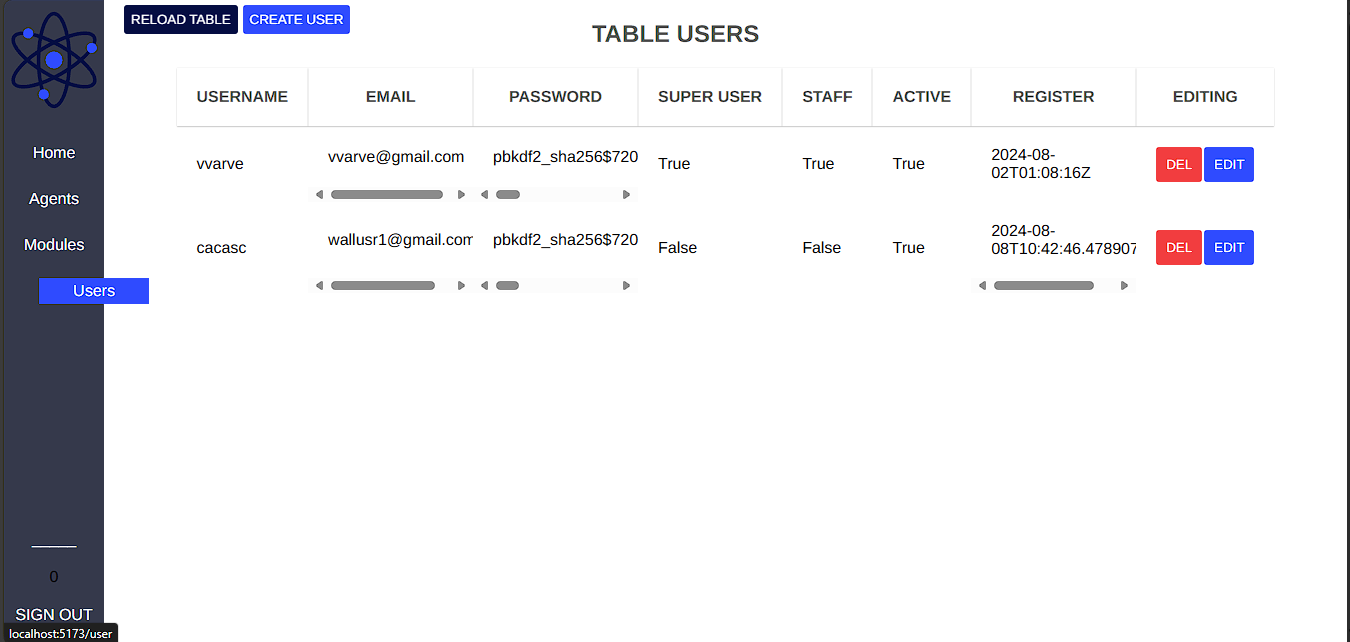 RELOAD TABLE CREATE USER
TABLE USERS
USERNAME EMAIL PASSWORD SUPER USER STAFF ACTIVE REGISTER EDITING
vvarve vvarve@gmail.com pbkdf2_sha256$720 True True True 2024-08-
02T01:08:16Z DEL EDIT
cacasc wallusr1@gmail.com pbkdf2_sha256$720 False False True 2024-08-
08T10:42:46.478907 DEL EDIT
Home
Agents
Modules
Users
0
SIGN OUT
localhost:5173/user